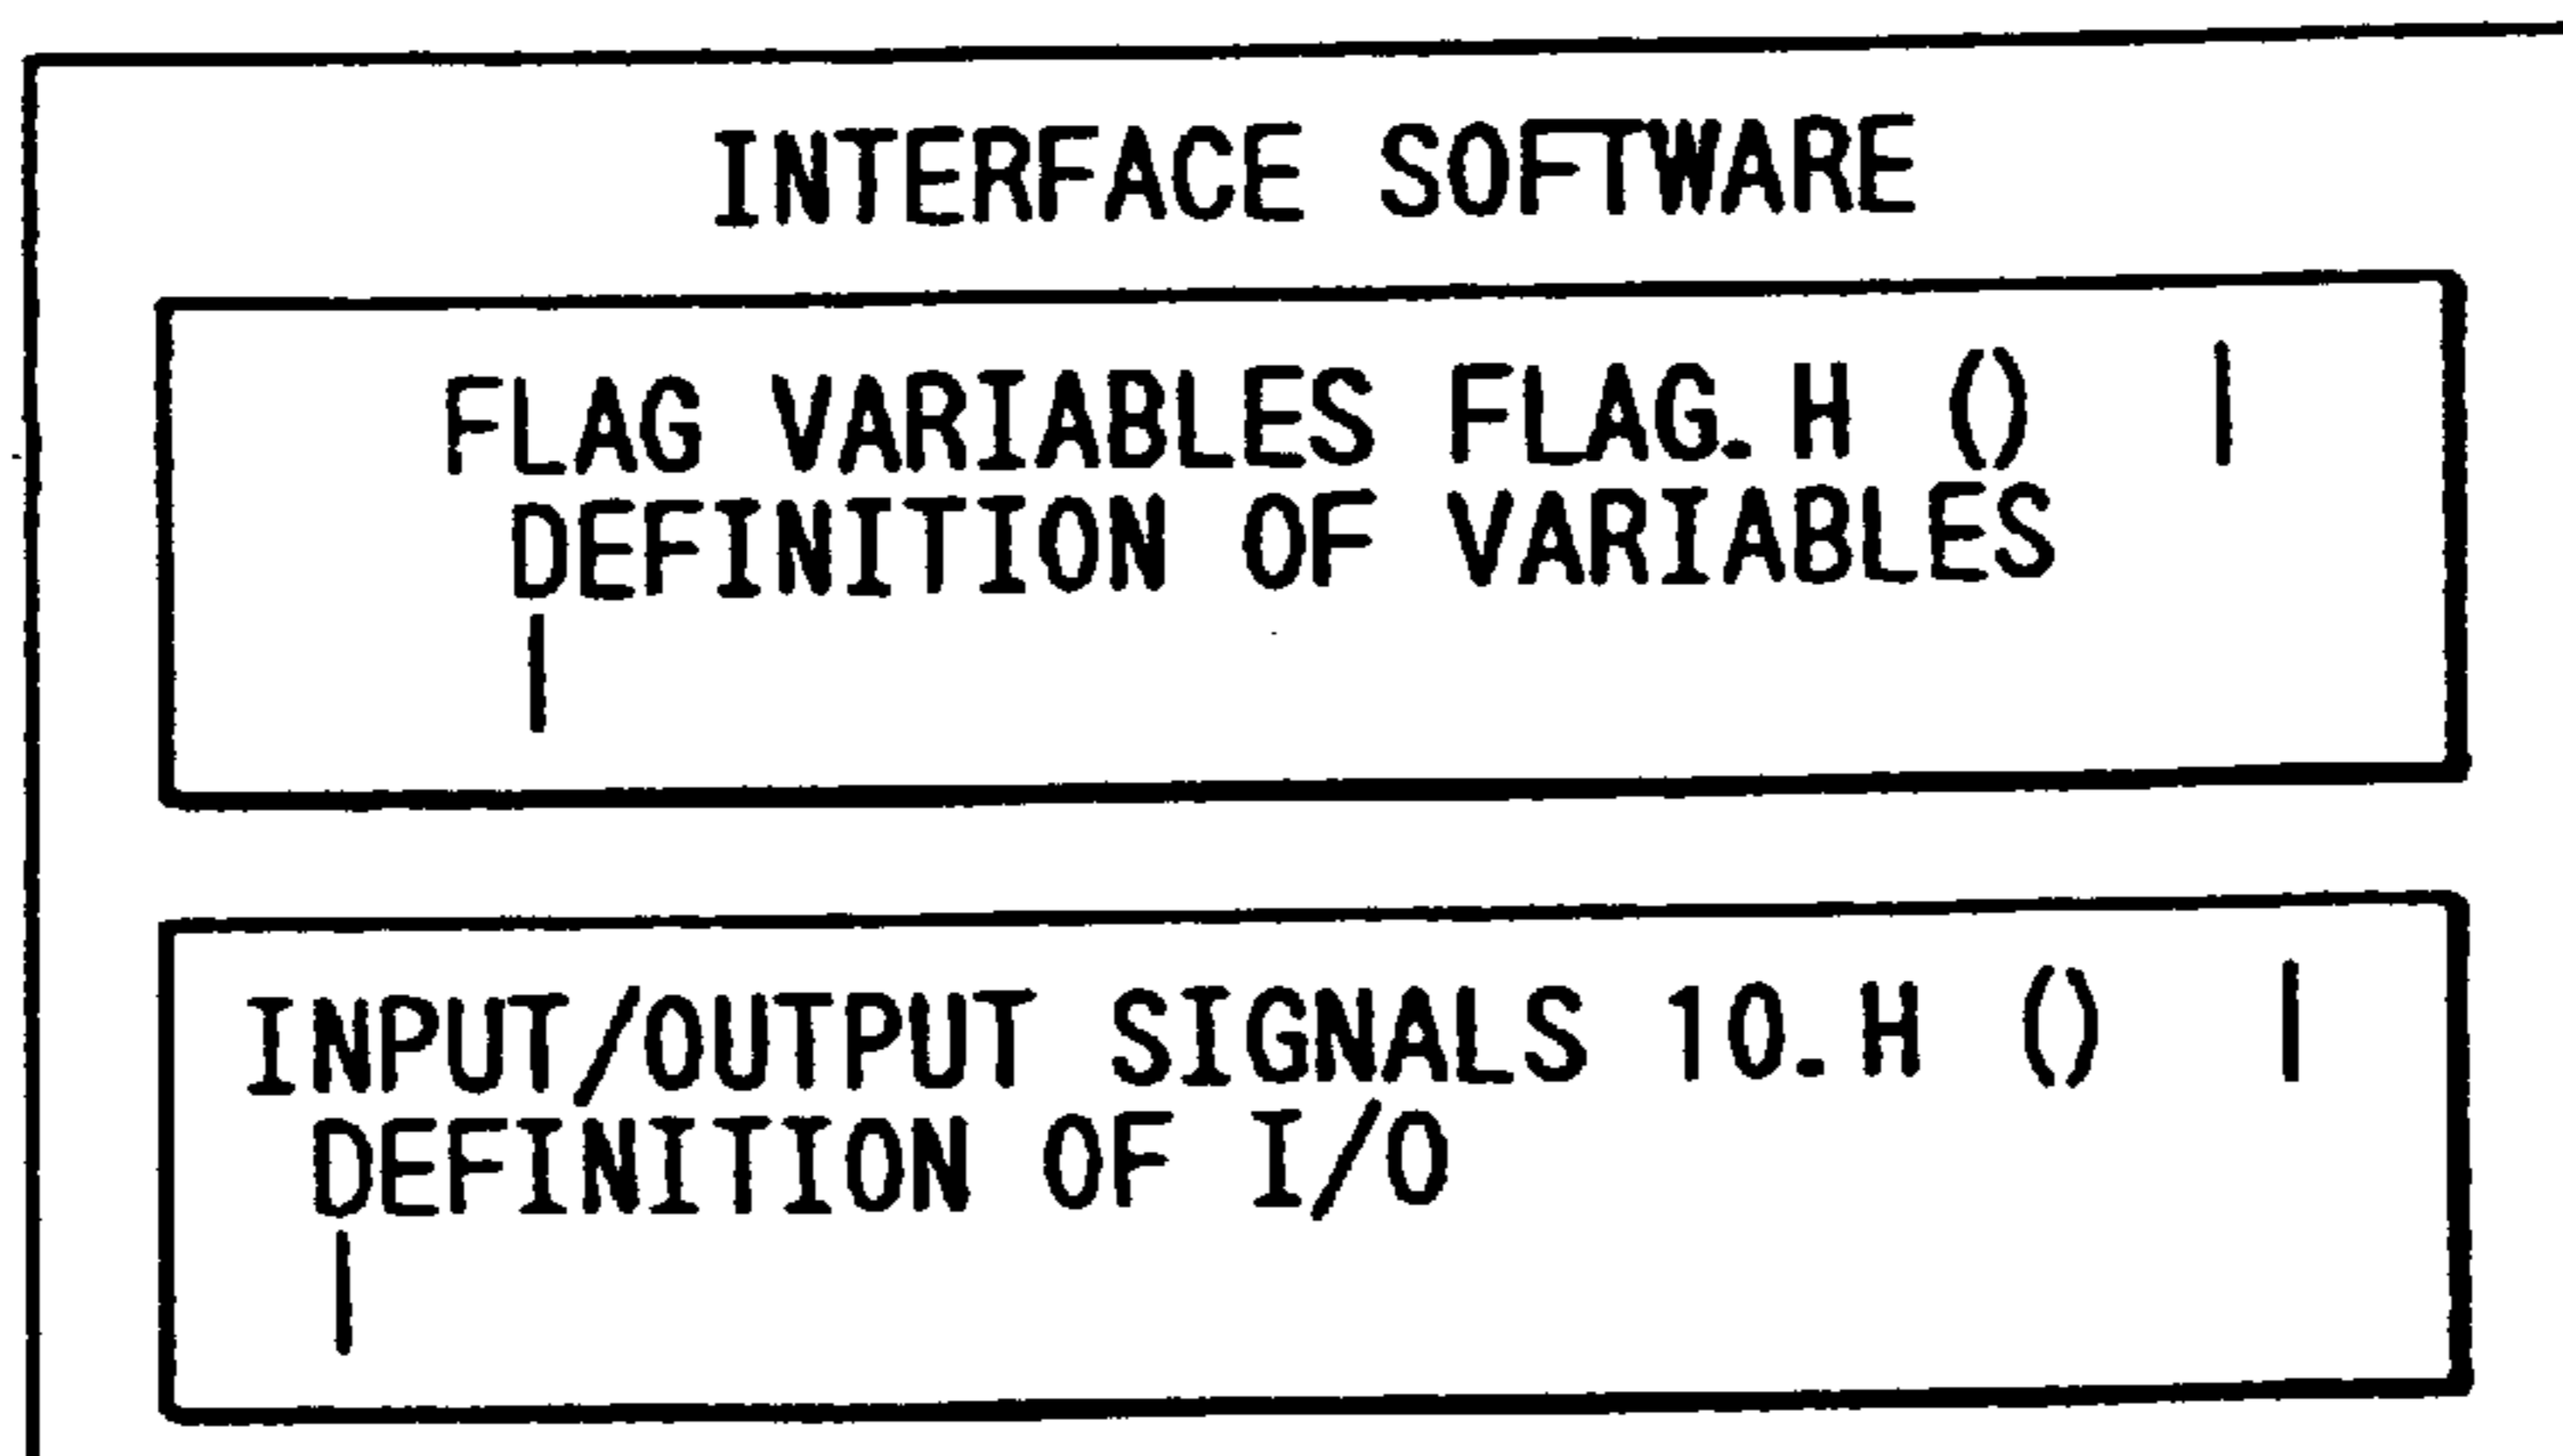 INTERFACE SOFTWARE
FLAG VARIABLES FLAG.H () |
DEFINITION OF VARIABLES
|
INPUT/OUTPUT SIGNALS 10.H () |
DEFINITION OF I/O
|